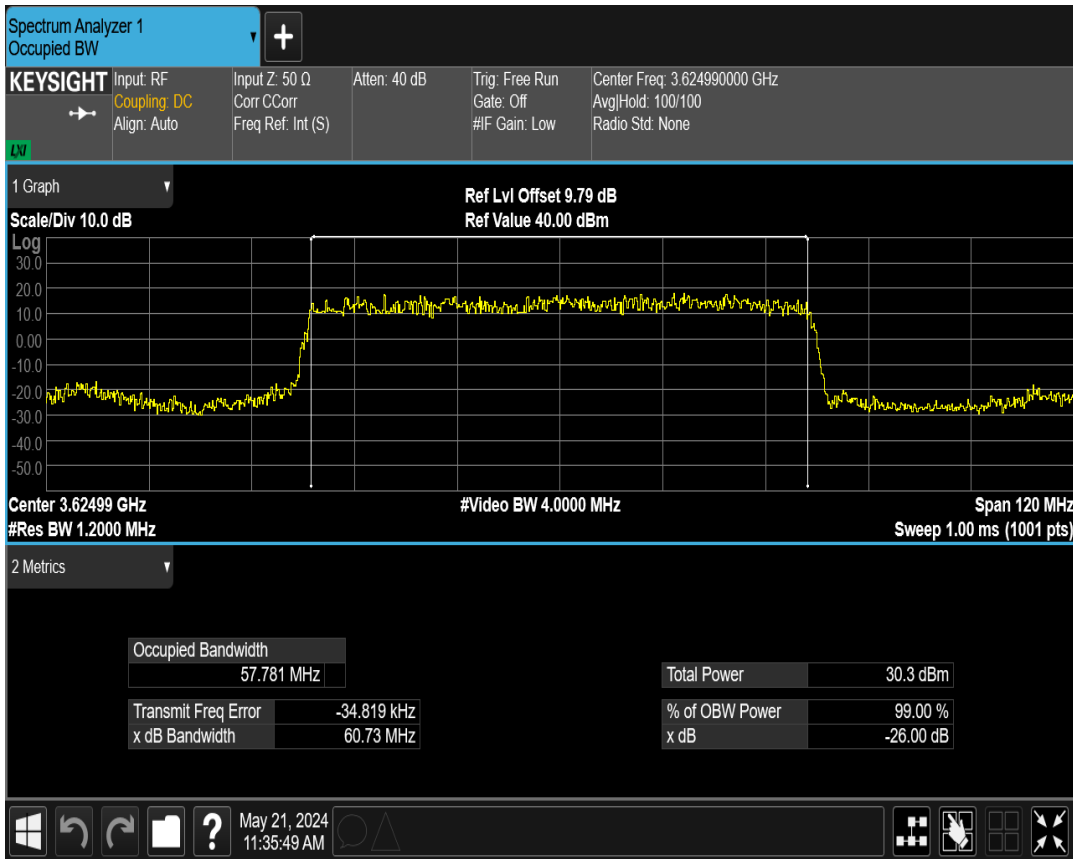 Spectrum Analyzer 1
Occupied BW
+
KEYSIGHT
LXI
Input: RF
Coupling: DC
Align: Auto
Input Z: 50 Ω
Corr CCorr
Freq Ref: Int (S)
Atten: 40 dB
Trig: Free Run
Gate: Off
#IF Gain: Low
Center Freq: 3.624990000 GHz
Avg|Hold: 100/100
Radio Std: None
1 Graph
Scale/Div 10.0 dB
Ref Lvl Offset 9.79 dB
Ref Value 40.00 dBm
Log
30.0
20.0
10.0
0.00
-10.0
-20.0
-30.0
-40.0
-50.0
Center 3.62499 GHz
#Res BW 1.2000 MHz
#Video BW 4.0000 MHz
Span 120 MHz
Sweep 1.00 ms (1001 pts)
2 Metrics
Occupied Bandwidth
57.781 MHz
Transmit Freq Error -34.819 kHz
x dB Bandwidth 60.73 MHz
Total Power 30.3 dBm
% of OBW Power 99.00 %
x dB -26.00 dB
?
May 21, 2024
11:35:49 AM